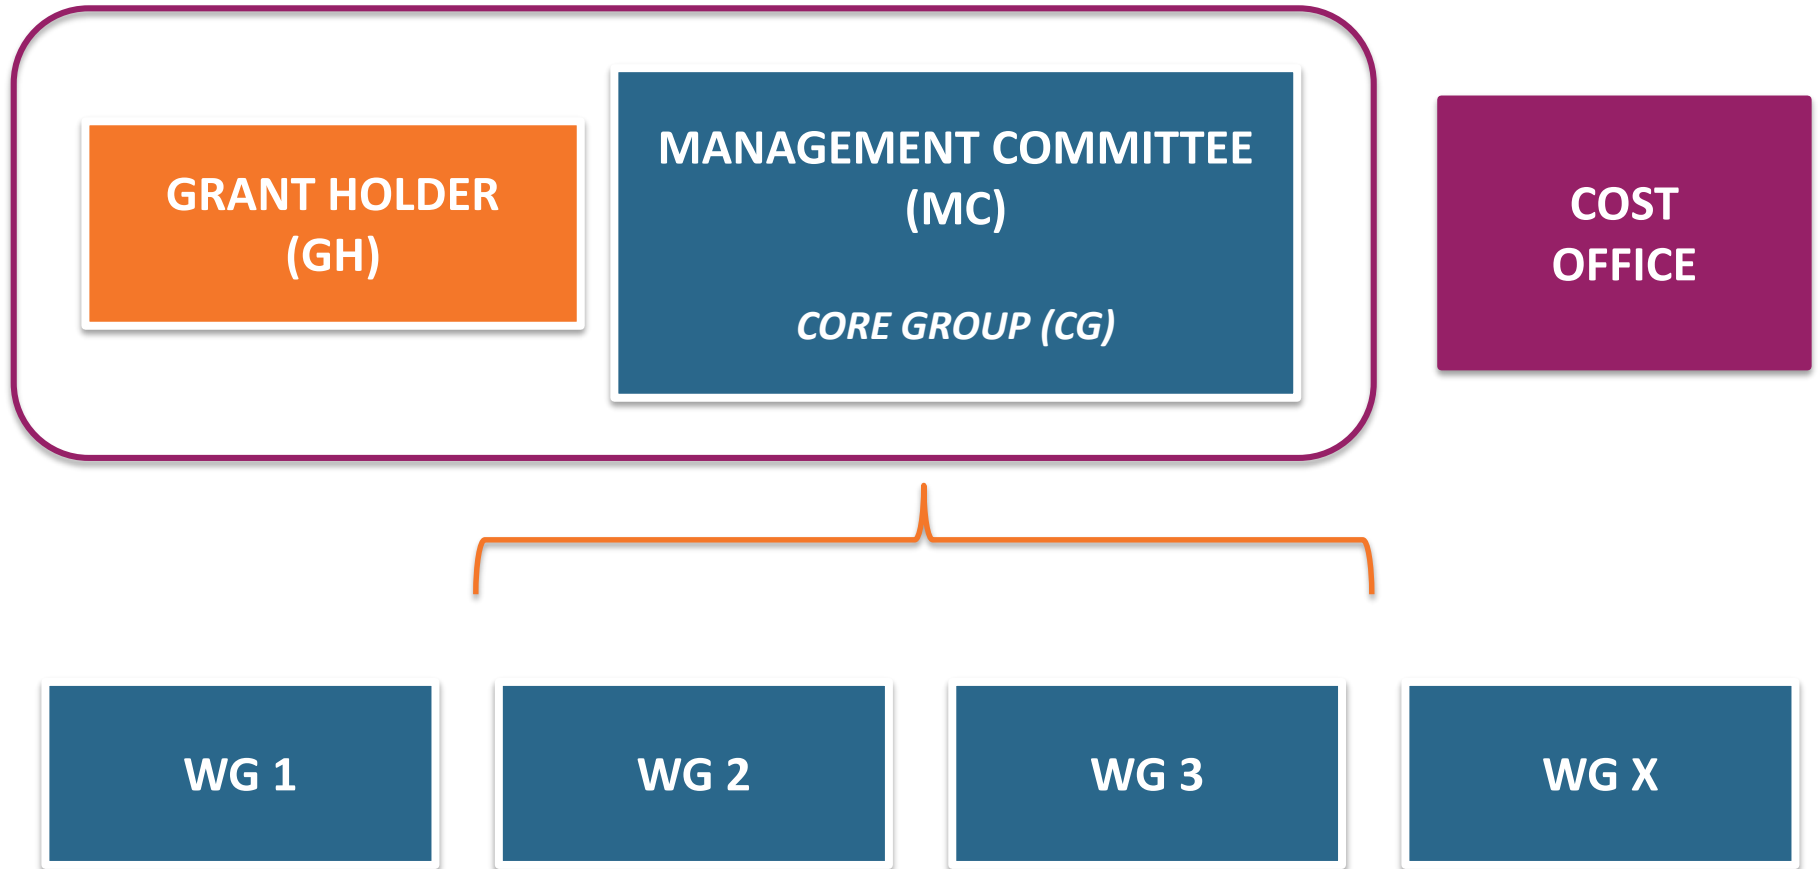 GRANT HOLDER
(GH)
MANAGEMENT COMMITTEE
(MC)
CORE GROUP (CG)
COST
OFFICE
WG 1
WG 2
WG 3
WG X